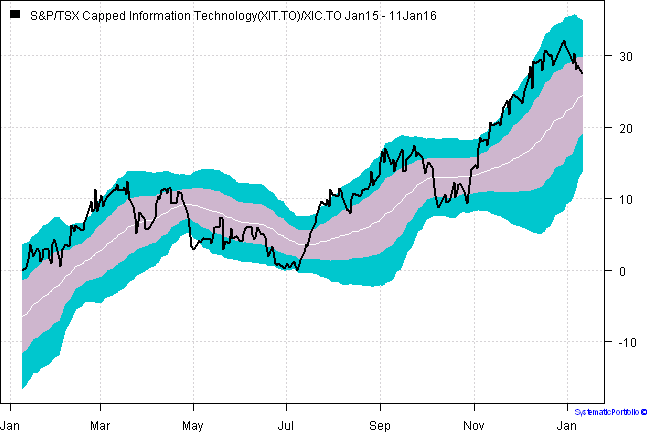 S&P/TSX Capped Information Technology(XIT.TO)/XIC.TO Jan15 - 11Jan16
30
20
10
0
-10
Jan Mar May Jul Sep Nov Jan
SystematicPortfolio ©